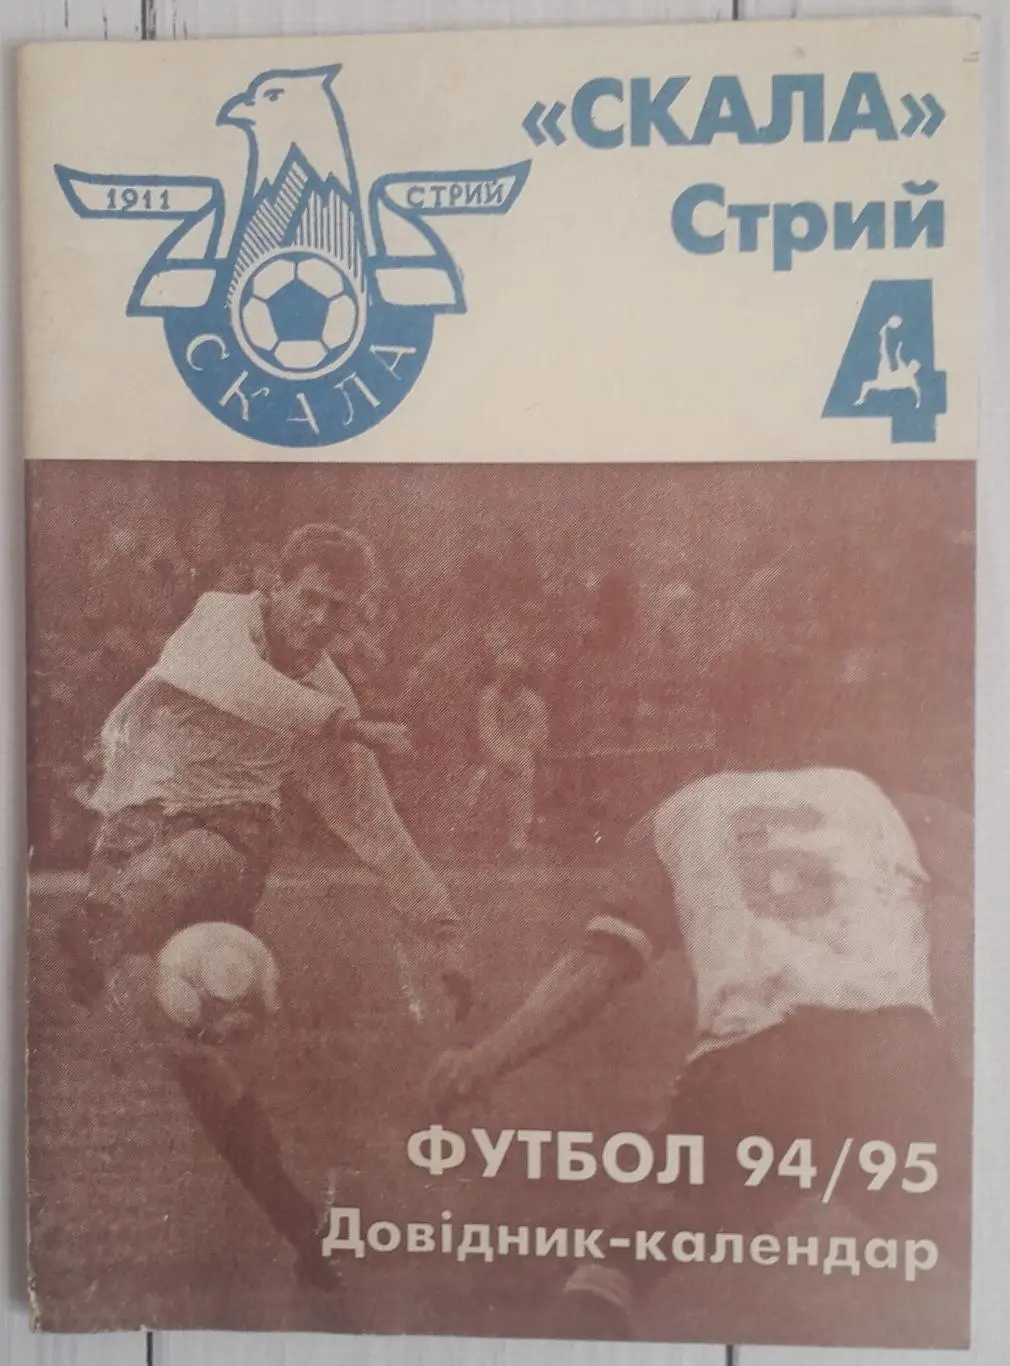 1911
СТРИЙ
СКАЛА
«СКАЛА»
Стрий
4
ФУТБОЛ 94/95
Довідник-календар